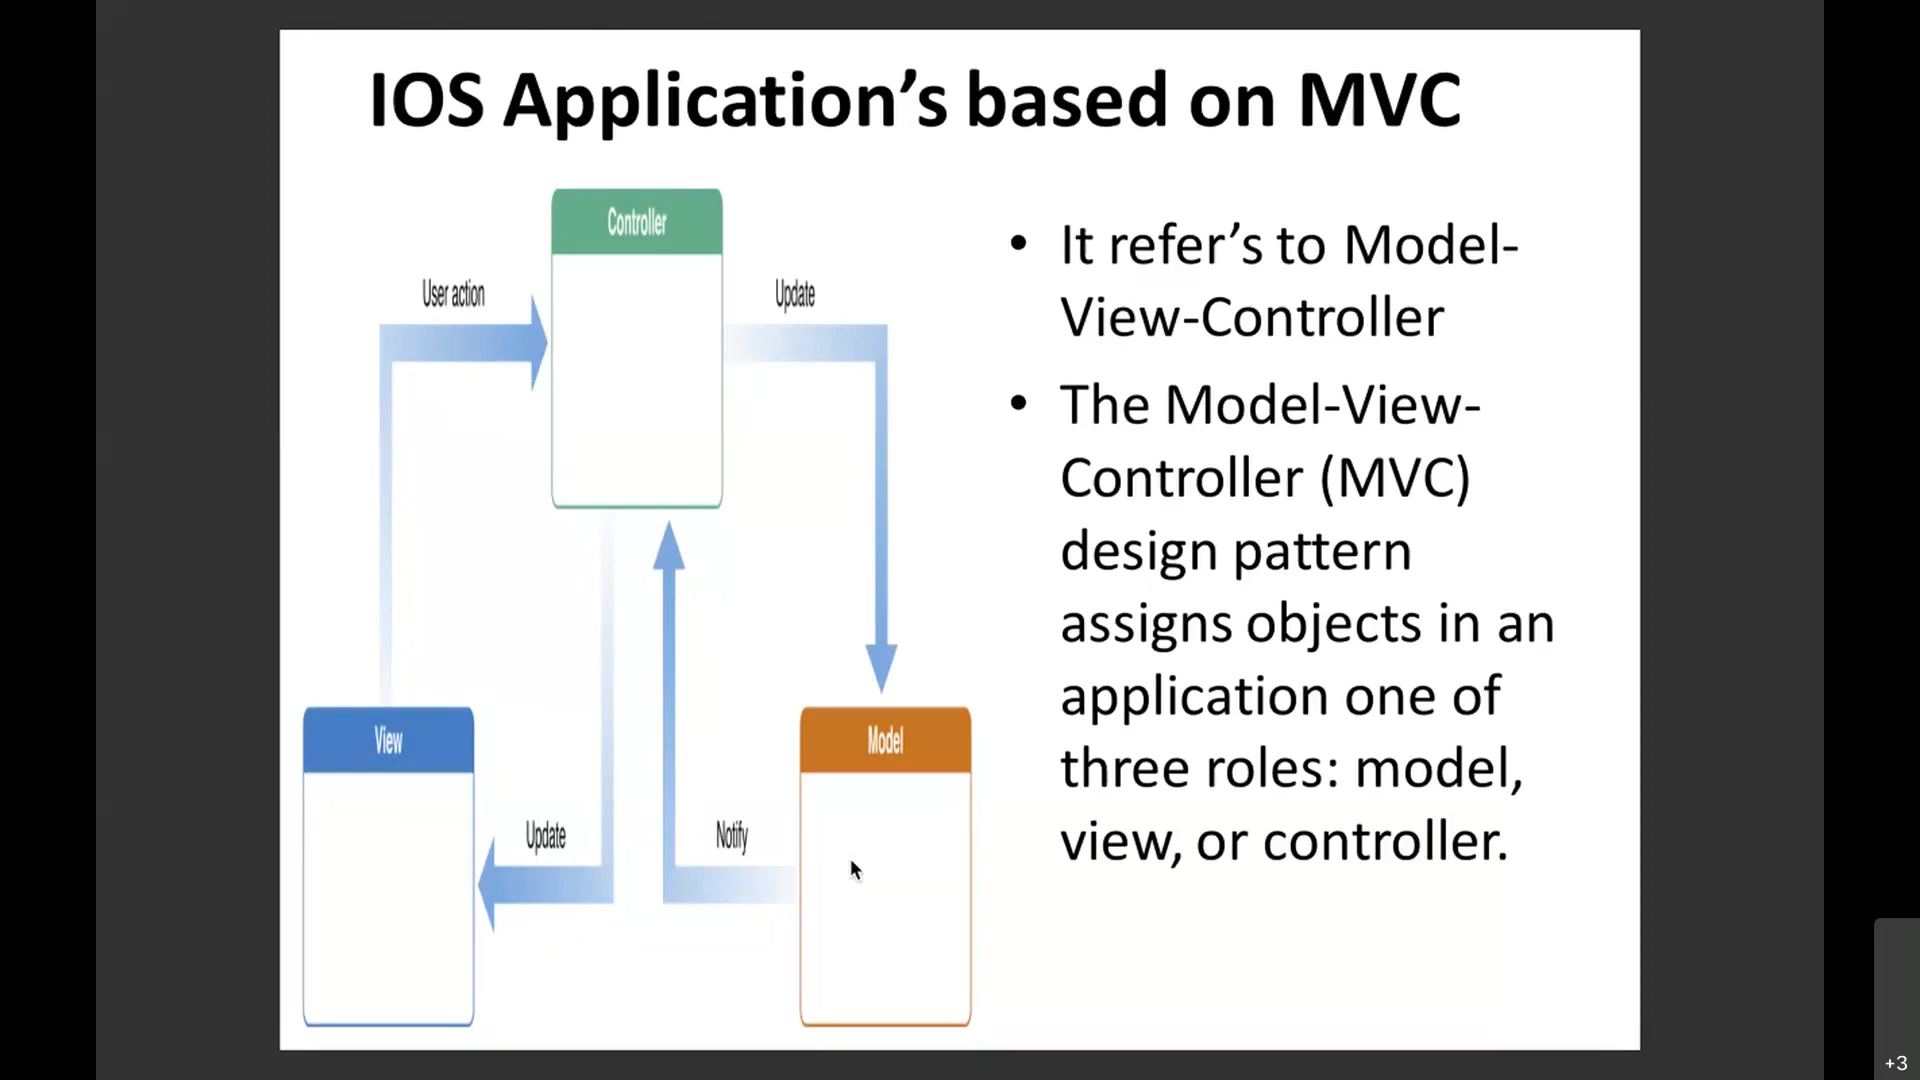 IOS Application’s based on MVC
Controller
User action
Update
View
Model
Update
Notify
• It refer’s to Model-
View-Controller
• The Model-View-
Controller (MVC)
design pattern
assigns objects in an
application one of
three roles: model,
view, or controller.
+3